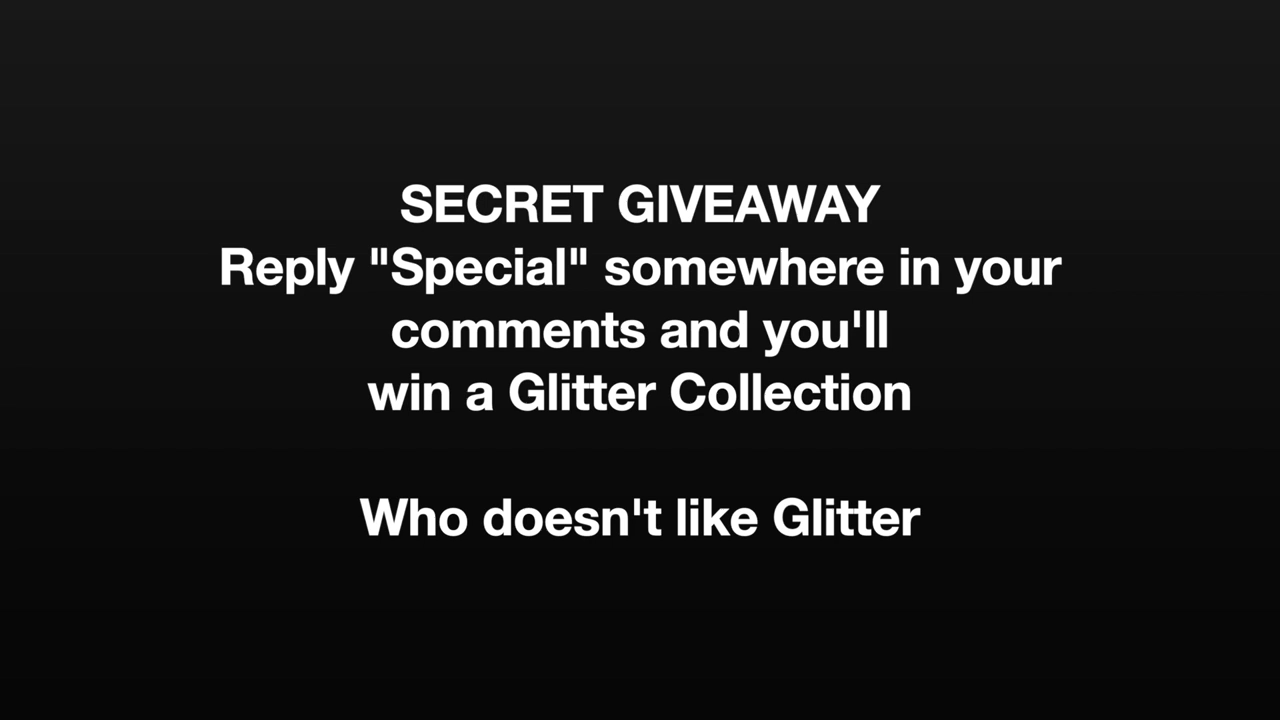 SECRET GIVEAWAY
Reply "Special" somewhere in your
comments and you'll
win a Glitter Collection
Who doesn't like Glitter